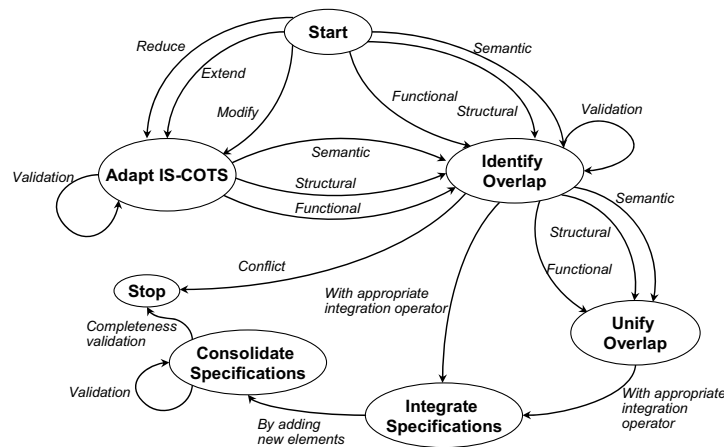 Start
Reduce
Semantic
Extend
Functional
Modify
Structural
Validation
Semantic
Identify
Overlap
Adapt IS-COTS
Validation
Structural
Functional
Semantic
Structural
Conflict
Functional
With appropriate
integration operator
Stop
Completeness
validation
Unify
Overlap
Consolidate
Specifications
Validation
With appropriate
integration
operator
Integrate
Specifications
By adding
new elements